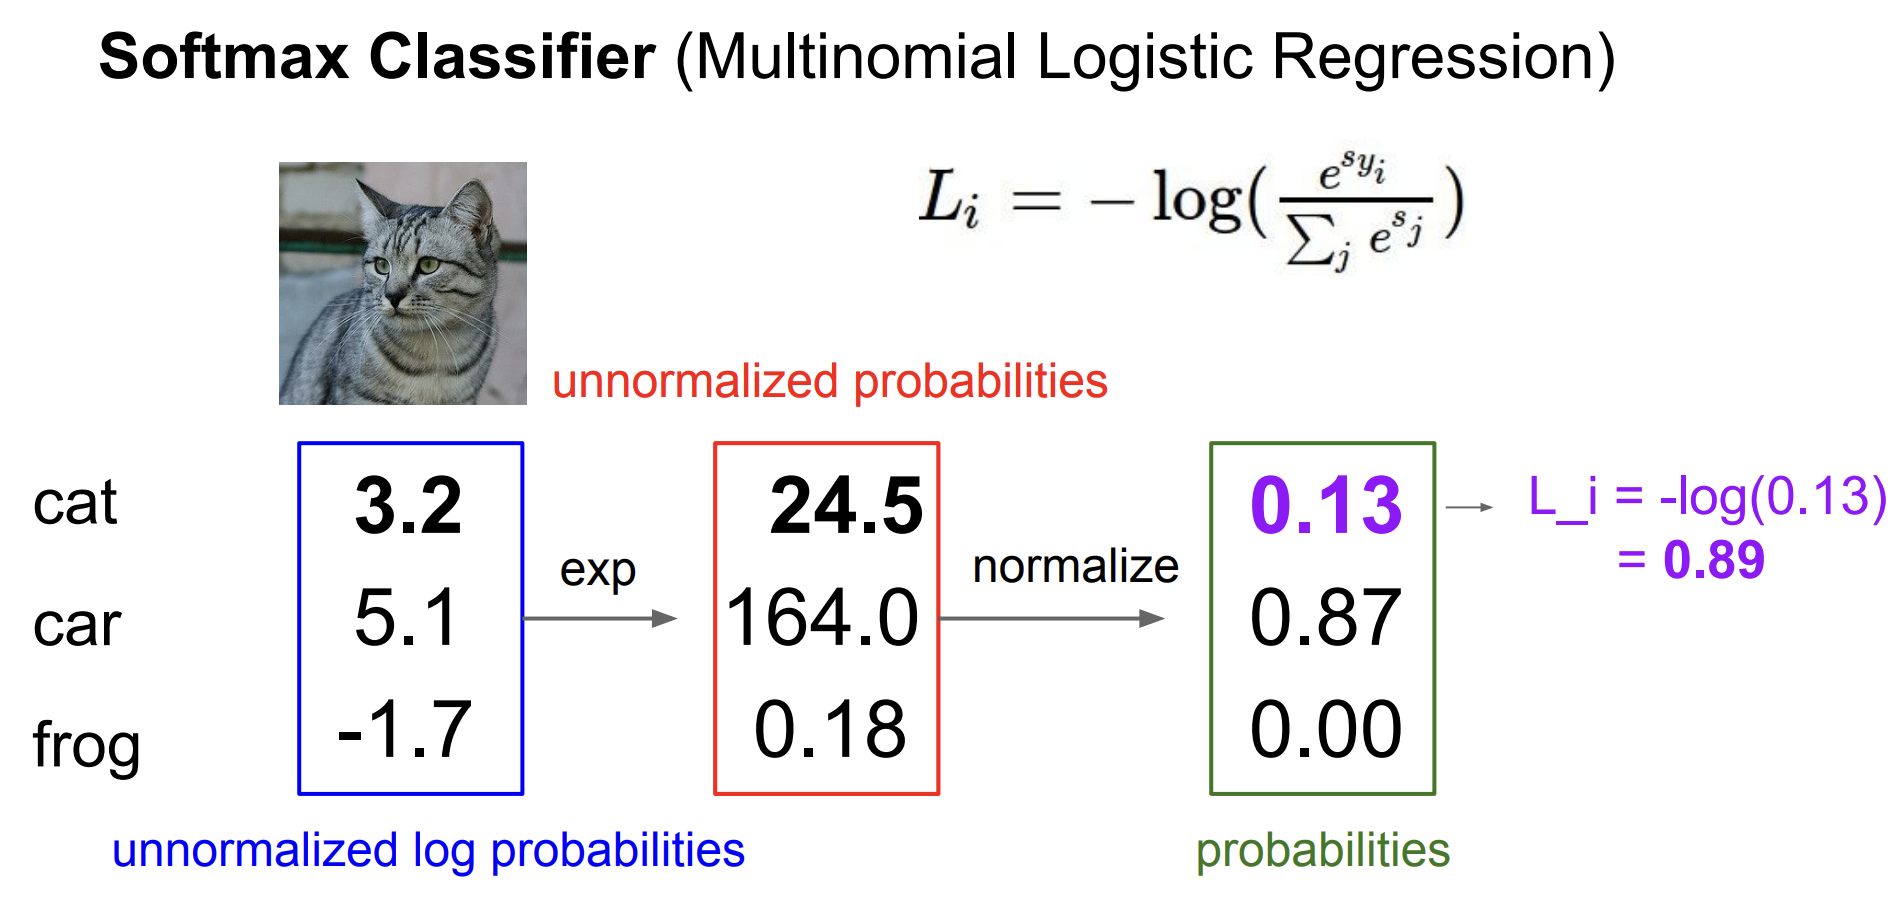 Softmax Classifier (Multinomial Logistic Regression)
L_i = -log(e^{s_{y_i}} / ∑_j e^{s_j})
unnormalized probabilities
cat 3.2 24.5 0.13 L_i = -log(0.13)
= 0.89
exp normalize
car 5.1 164.0 0.87
frog -1.7 0.18 0.00
unnormalized log probabilities probabilities